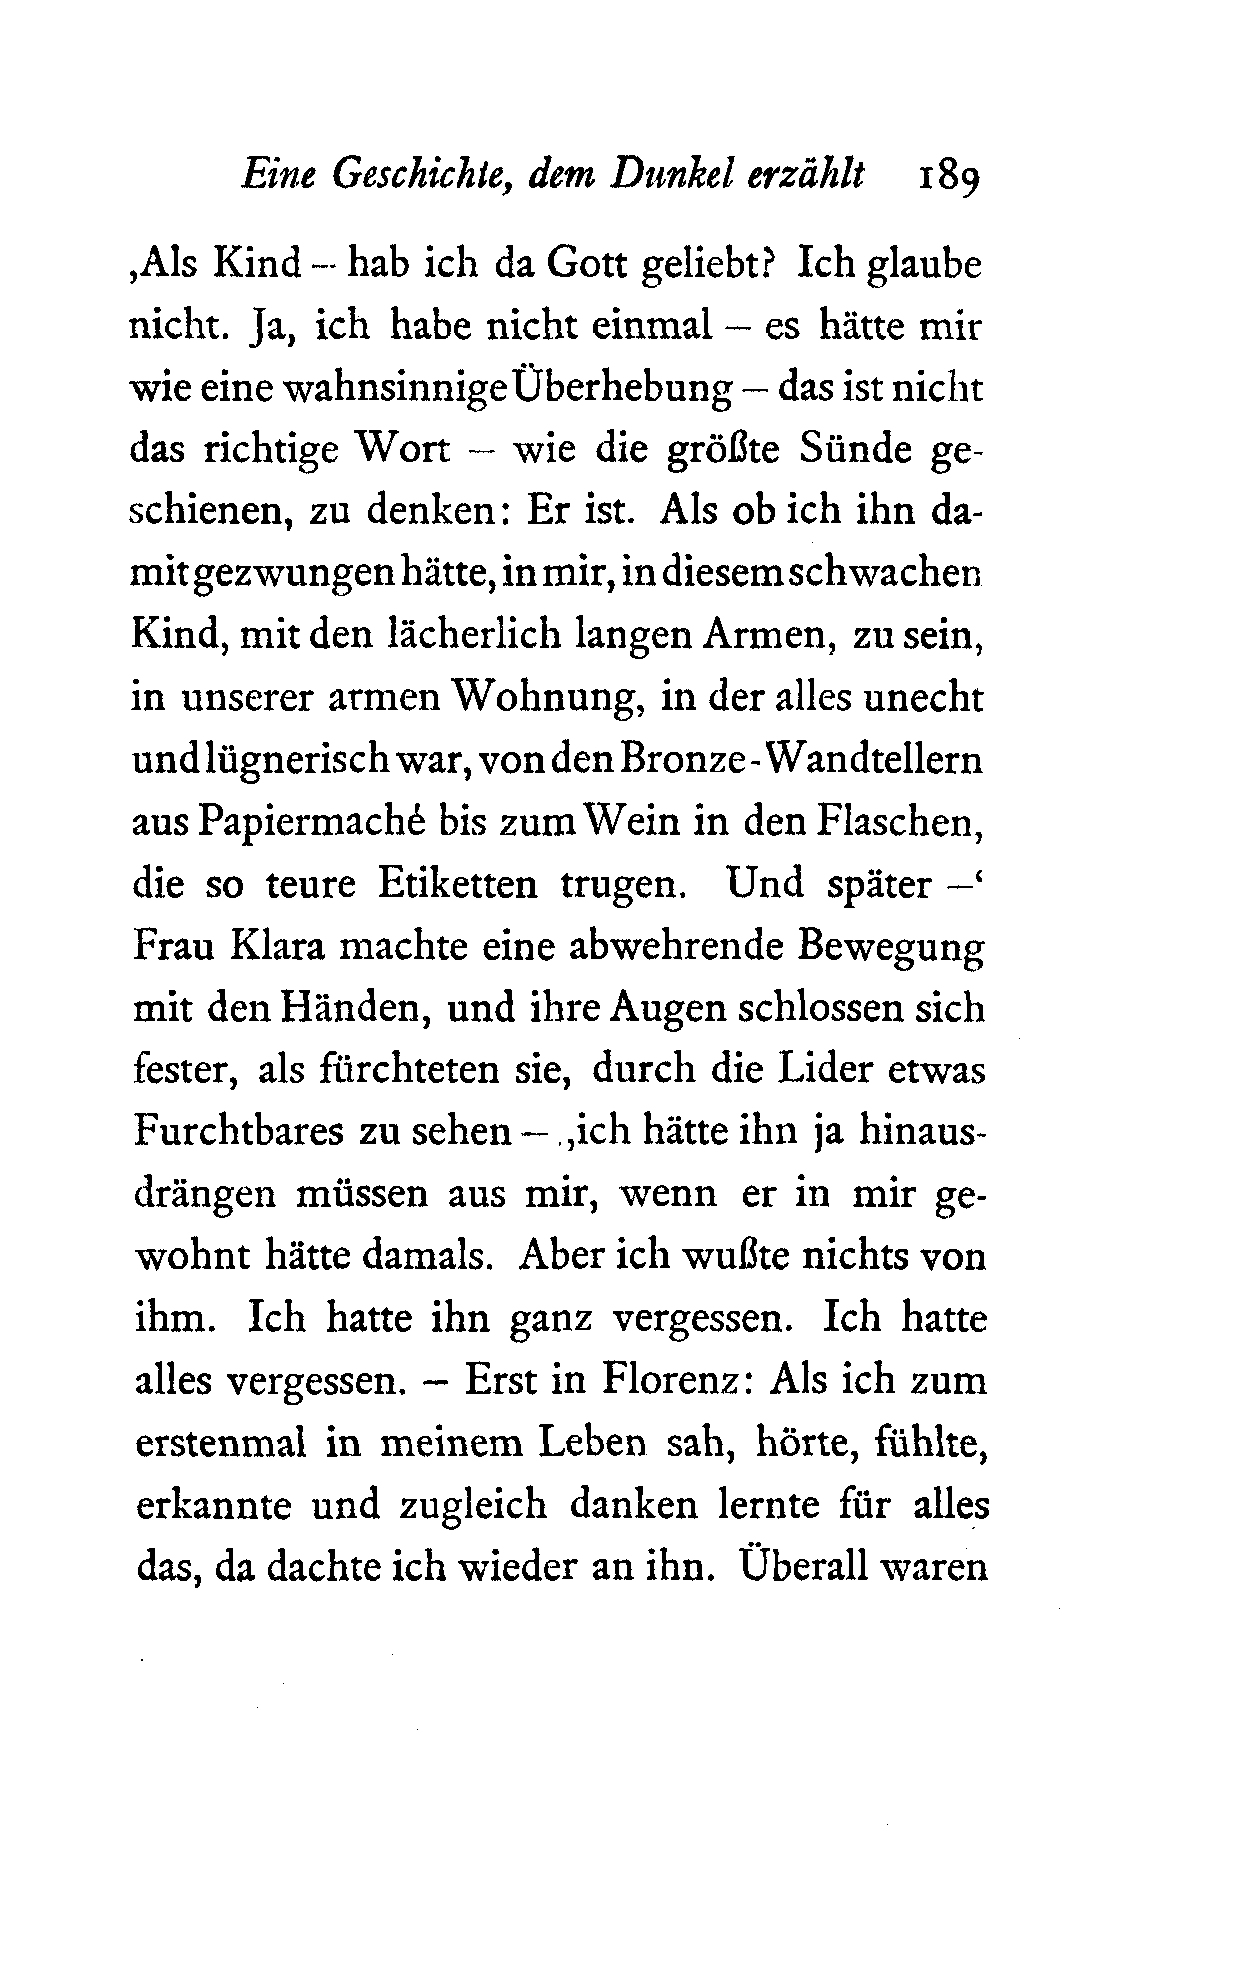 Eine Geschichte, dem Dunkel erzählt 189
‚Als Kind – hab ich da Gott geliebt? Ich glaube
nicht. Ja, ich habe nicht einmal – es hätte mir
wie eine wahnsinnige Überhebung – das ist nicht
das richtige Wort – wie die größte Sünde ge-
schienen, zu denken: Er ist. Als ob ich ihn da-
mit gezwungen hätte, in mir, in diesem schwachen
Kind, mit den lächerlich langen Armen, zu sein,
in unserer armen Wohnung, in der alles unecht
und lügnerisch war, von den Bronze-Wandtellern
aus Papiermaché bis zum Wein in den Flaschen,
die so teure Etiketten trugen. Und später –‘
Frau Klara machte eine abwehrende Bewegung
mit den Händen, und ihre Augen schlossen sich
fester, als fürchteten sie, durch die Lider etwas
Furchtbares zu sehen – ‚ich hätte ihn ja hinaus-
drängen müssen aus mir, wenn er in mir ge-
wohnt hätte damals. Aber ich wußte nichts von
ihm. Ich hatte ihn ganz vergessen. Ich hatte
alles vergessen. – Erst in Florenz: Als ich zum
erstenmal in meinem Leben sah, hörte, fühlte,
erkannte und zugleich danken lernte für alles
das, da dachte ich wieder an ihn. Überall waren